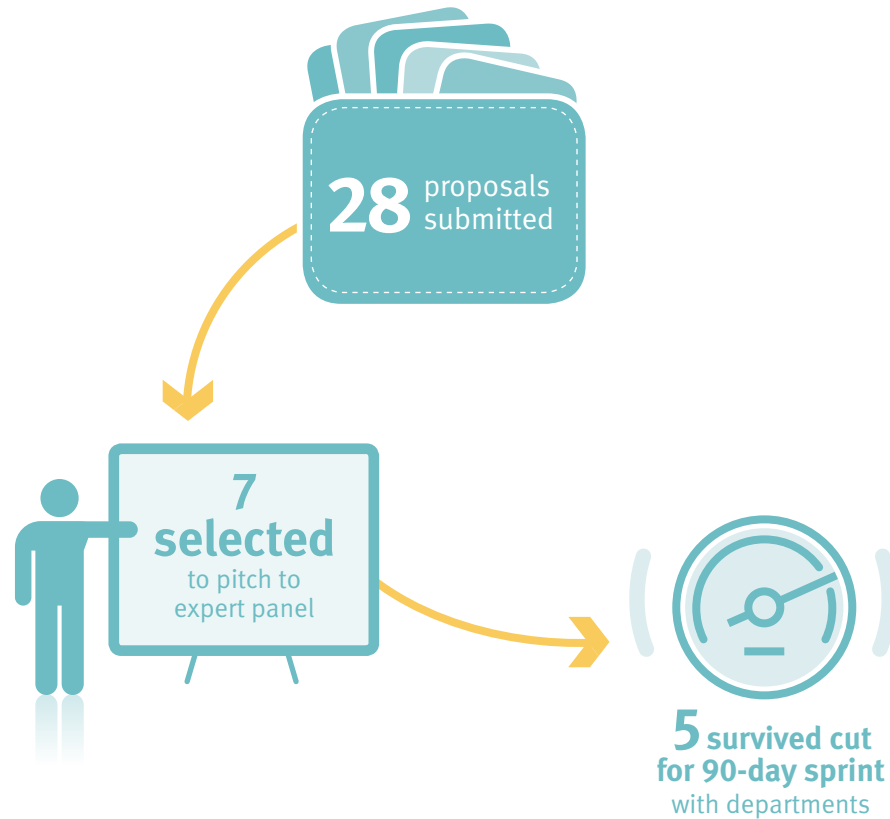 28 proposals
submitted
7
selected
to pitch to
expert panel
5 survived cut
for 90-day sprint
with departments